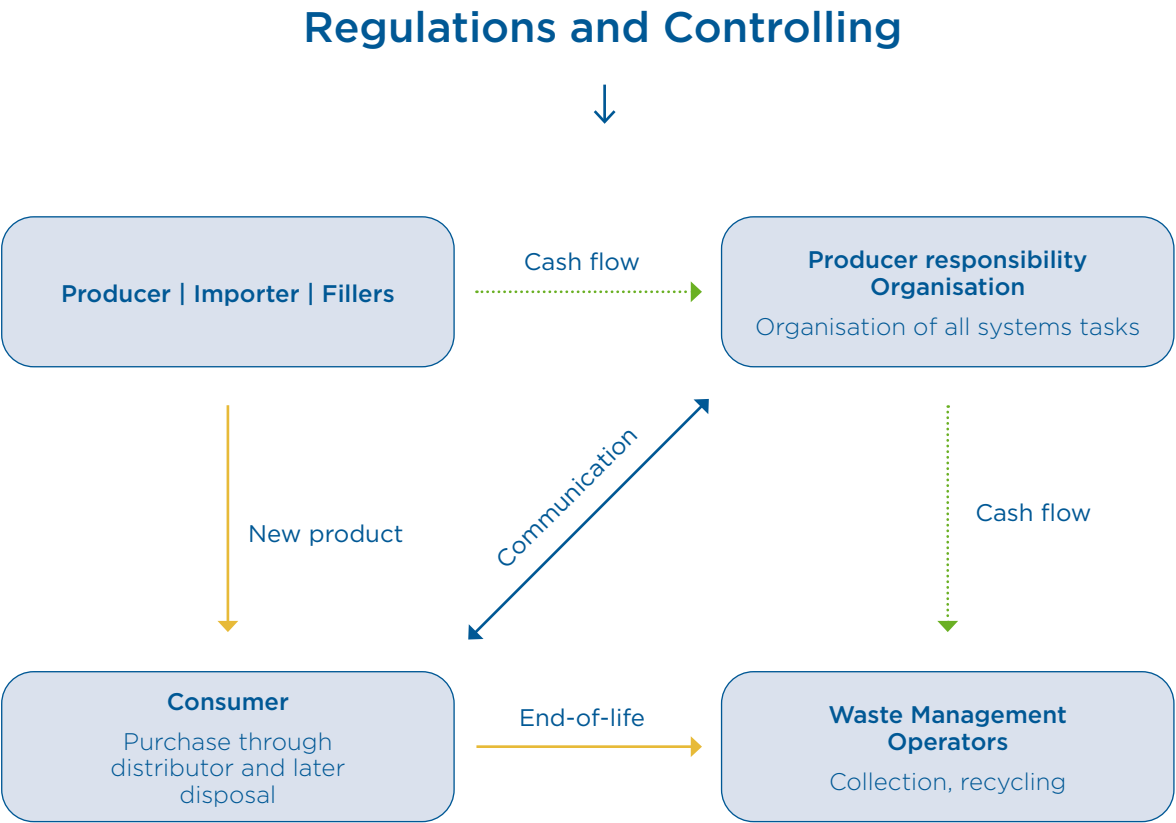 Regulations and Controlling
Producer | Importer | Fillers
Cash flow
Producer responsibility
Organisation
Organisation of all systems tasks
Communication
New product
Cash flow
Consumer
Purchase through
distributor and later
disposal
End-of-life
Waste Management
Operators
Collection, recycling